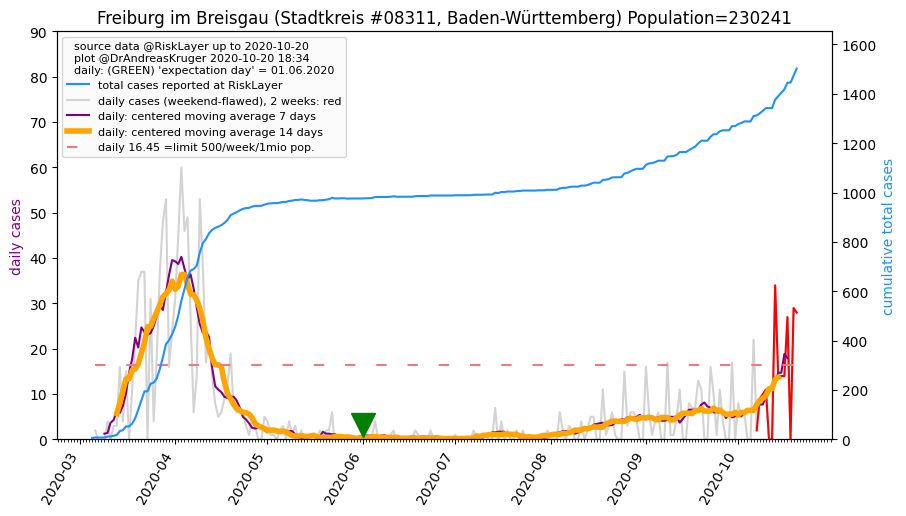 Freiburg im Breisgau (Stadtkreis #08311, Baden-Württemberg) Population=230241
source data @RiskLayer up to 2020-10-20
plot @DrAndreasKruger 2020-10-20 18:34
daily: (GREEN) 'expectation day' = 01.06.2020
total cases reported at RiskLayer
daily cases (weekend-flawed), 2 weeks: red
daily: centered moving average 7 days
daily: centered moving average 14 days
daily 16.45 =limit 500/week/1mio pop.
daily cases
90
80
70
60
50
40
30
20
10
0
1600
1400
1200
1000
800
600
400
200
0
cumulative total cases
2020-03
2020-04
2020-05
2020-06
2020-07
2020-08
2020-09
2020-10